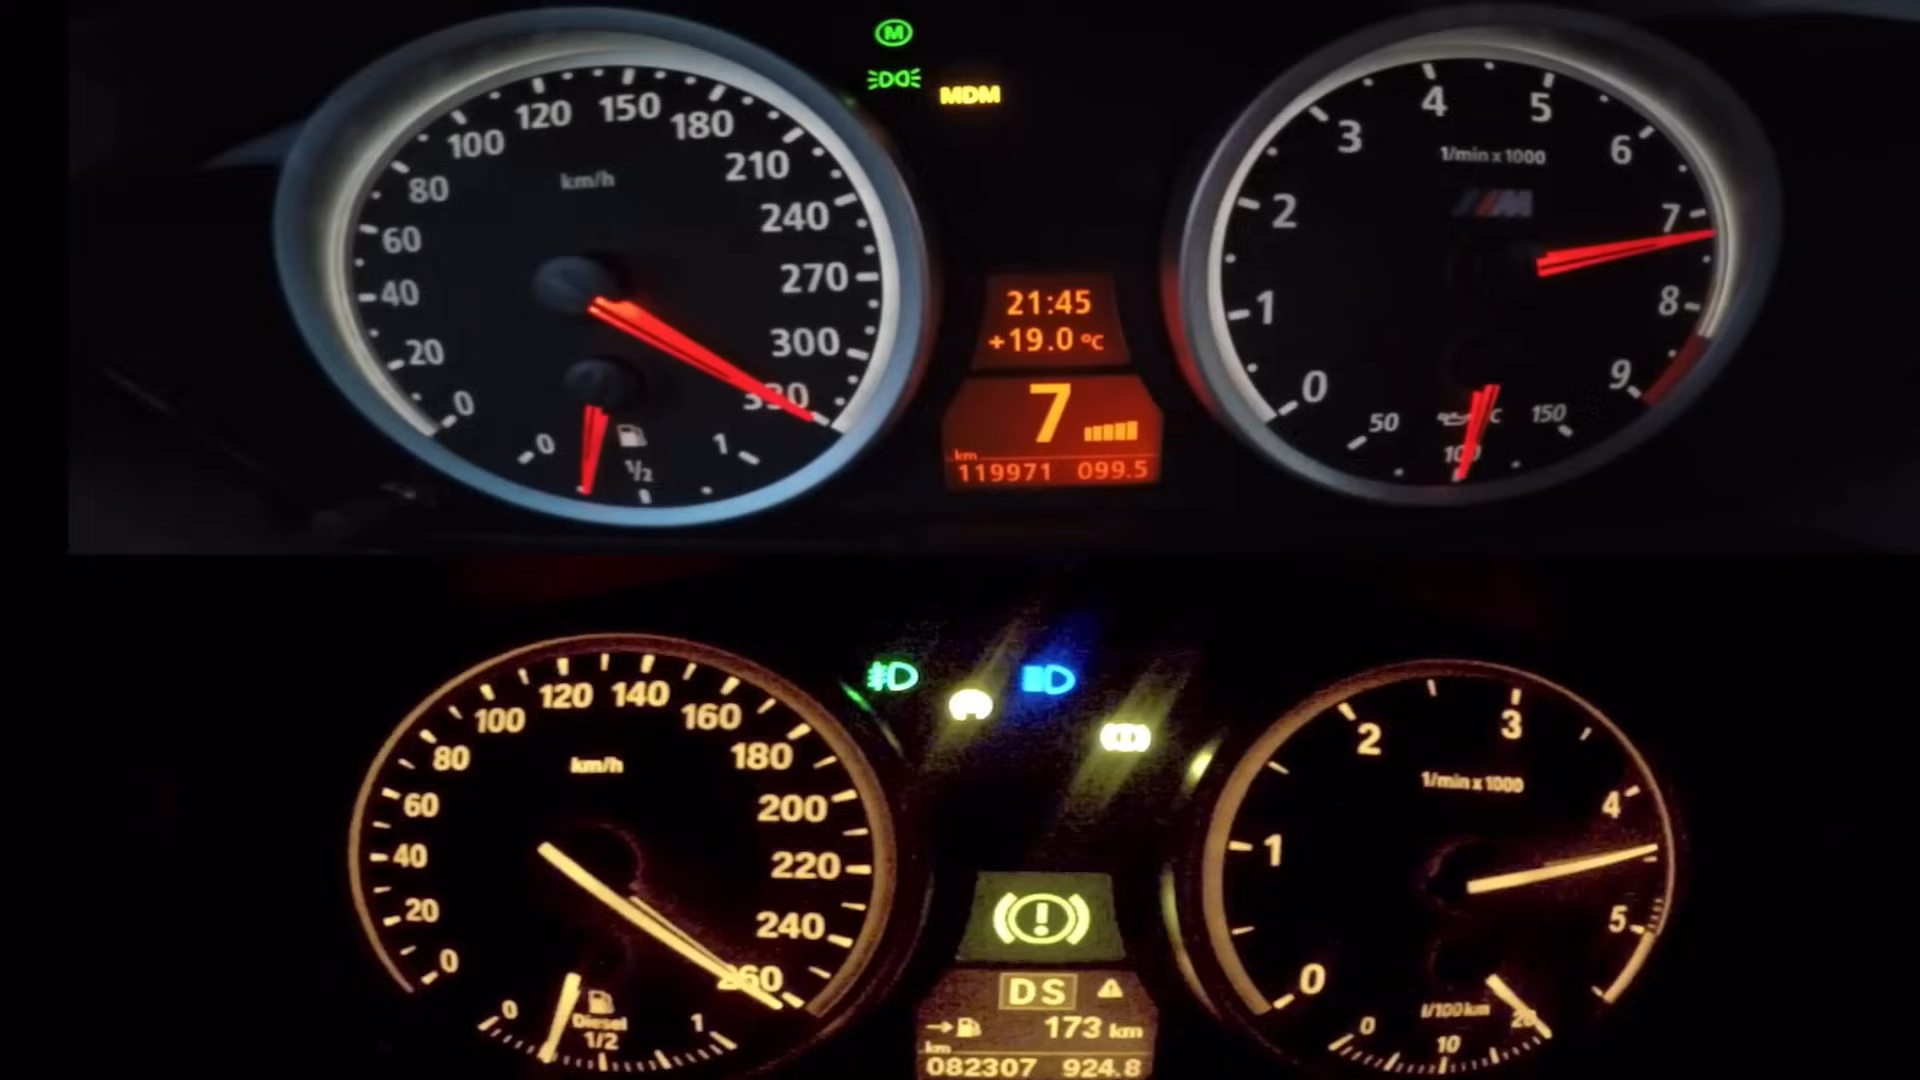 M
MDM
0 20 40 60 80 100 120 150 180 210 240 270 300 330
km/h
0 1/2 1
21:45
+19.0 °C
7
km
119971 099.5
0 1 2 3 4 5 6 7 8 9
1/min x 1000
M
50 °C 150
100
0 20 40 60 80 100 120 140 160 180 200 220 240 260
km/h
0 Diesel 1
1/2
DS
173 km
km
082307 924.8
0 1 2 3 4 5
1/min x 1000
l/100km
0 10 20